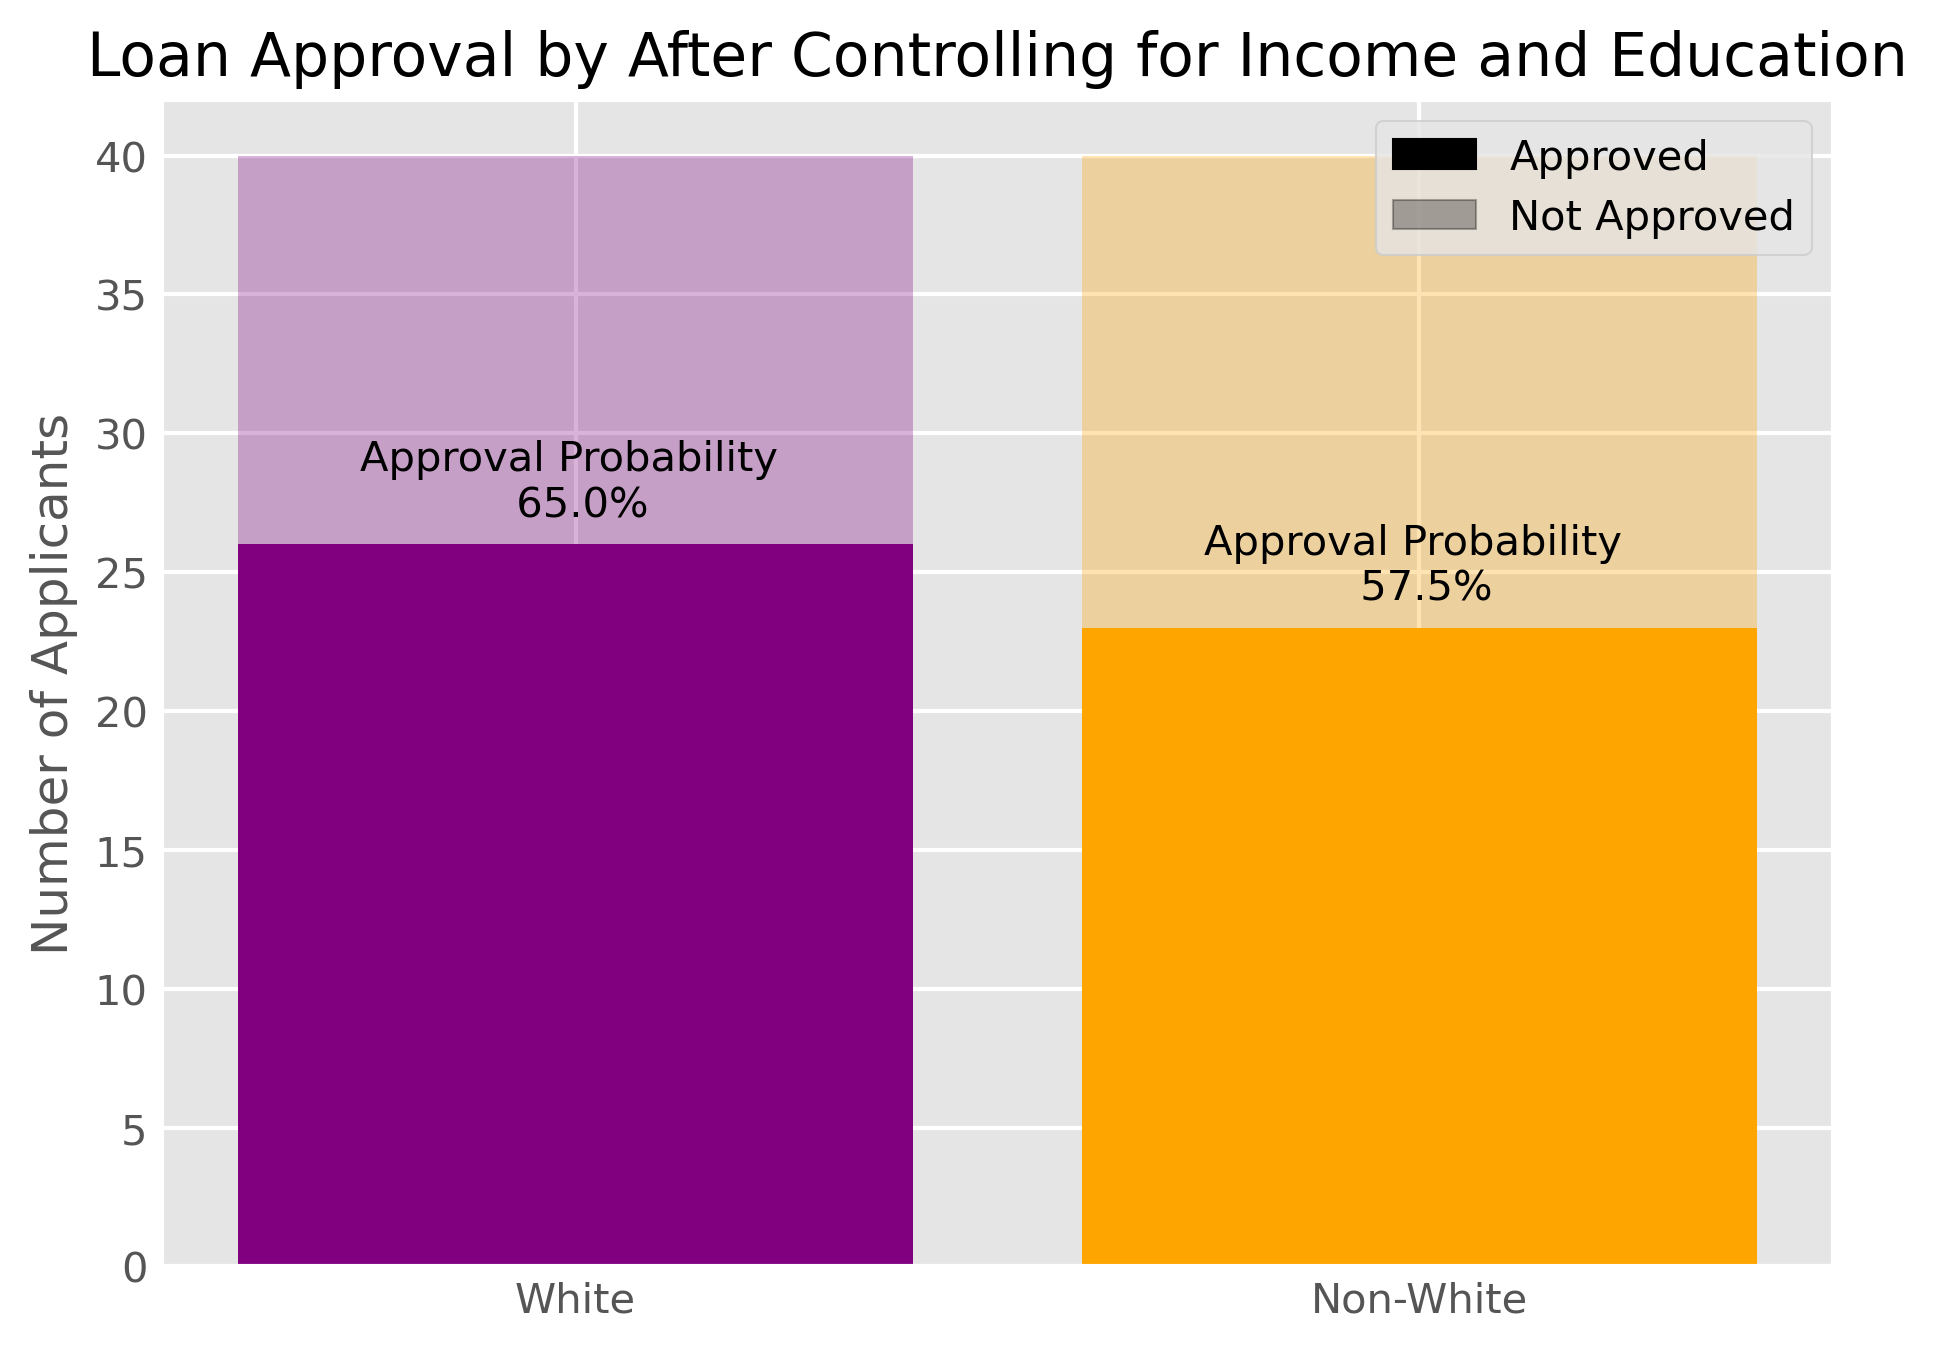 Loan Approval by After Controlling for Income and Education
Approved
Not Approved
Number of Applicants
40
35
30
25
20
15
10
5
0
Approval Probability
65.0%
Approval Probability
57.5%
White
Non-White